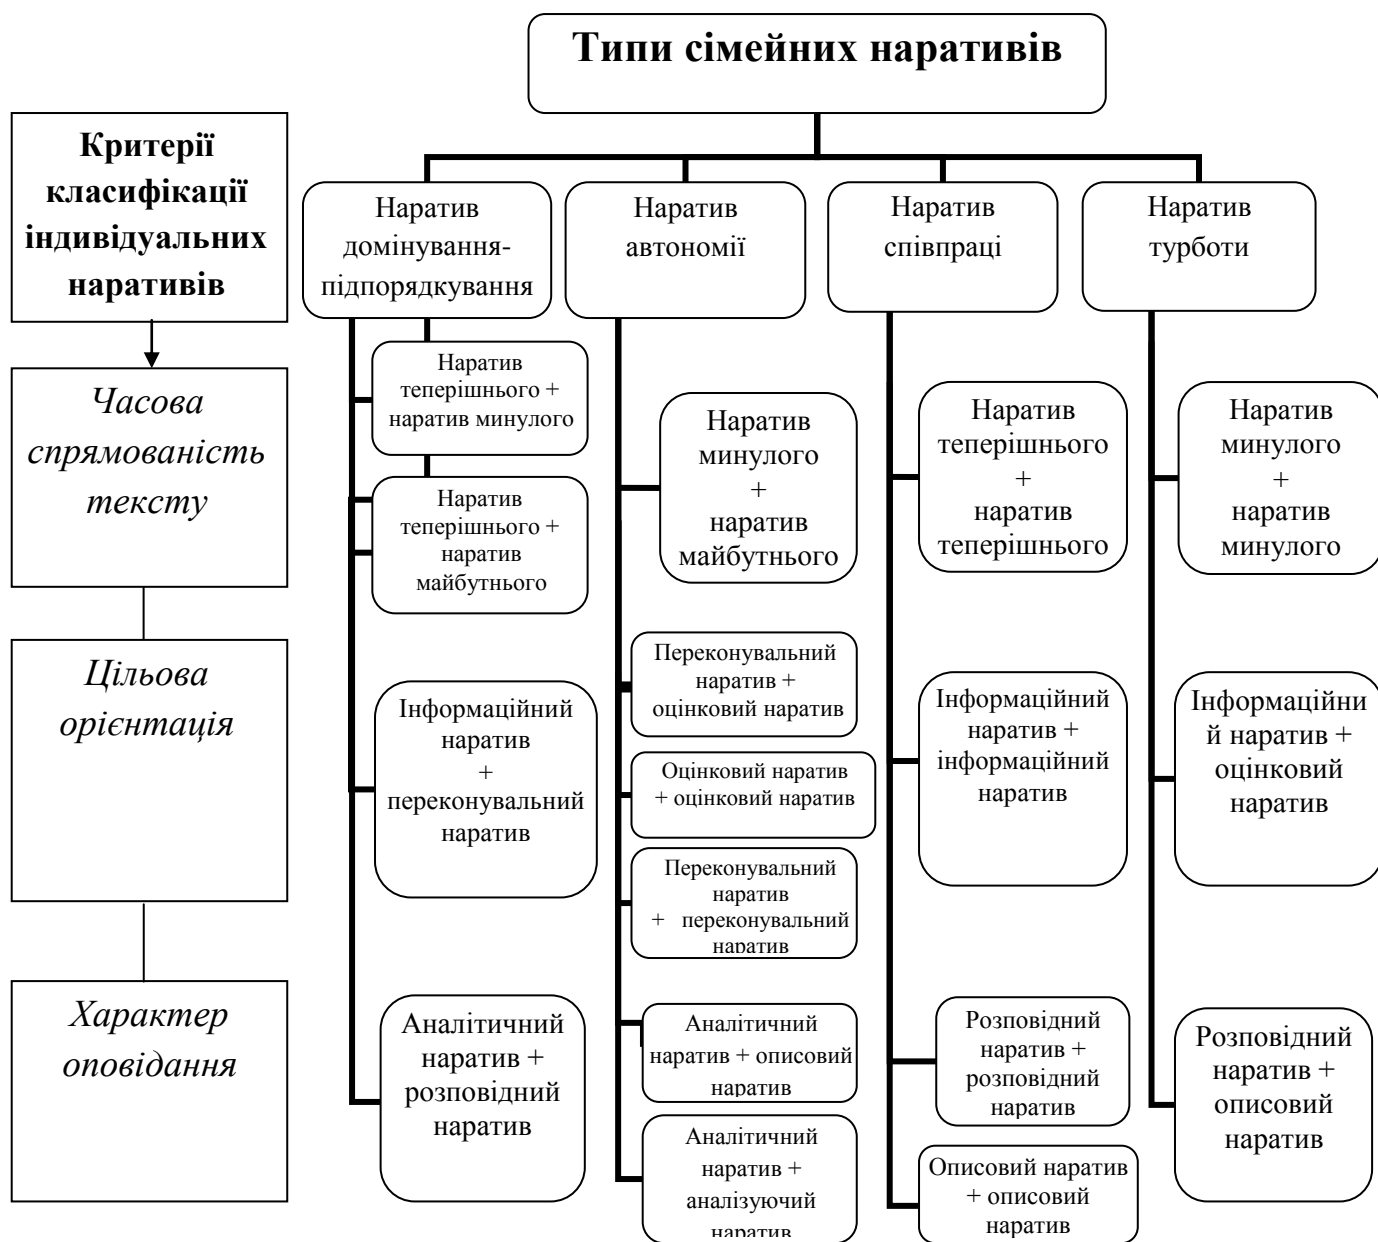 Типи сімейних наративів
Критерії
класифікації
індивідуальних
наративів
Наратив
домінування-
підпорядкування
Наратив
автономії
Наратив
співпраці
Наратив
турботи
Часова
спрямованість
тексту
Наратив
теперішнього +
наратив минулого
Наратив
теперішнього +
наратив
майбутнього
Наратив
минулого
+
наратив
майбутнього
Наратив
теперішнього
+
наратив
теперішнього
Наратив
минулого
+
наратив
минулого
Цільова
орієнтація
Інформаційний
наратив
+
переконувальний
наратив
Переконувальний
наратив +
оцінковий наратив
Оцінковий наратив
+ оцінковий наратив
Переконувальний
наратив
+ переконувальний
наратив
Інформаційний
наратив +
інформаційний
наратив
Інформаційни
й наратив +
оцінковий
наратив
Характер
оповідання
Аналітичний
наратив +
розповідний
наратив
Аналітичний
наратив + описовий
наратив
Аналітичний
наратив +
аналізуючий
наратив
Розповідний
наратив +
розповідний
наратив
Описовий наратив
+ описовий
наратив
Розповідний
наратив +
описовий
наратив